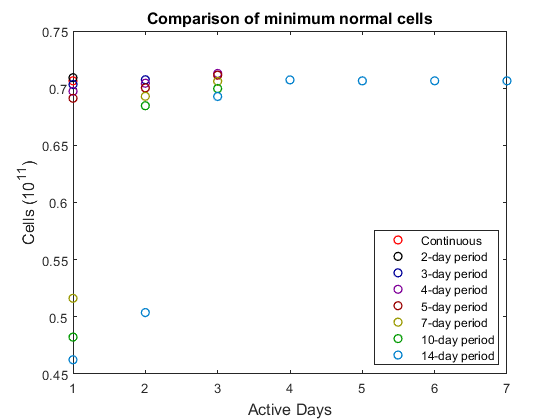 Comparison of minimum normal cells
0.75
0.7
0.65
0.6
0.55
0.5
0.45
Cells (10^11)
1 2 3 4 5 6 7
Active Days
Continuous
2-day period
3-day period
4-day period
5-day period
7-day period
10-day period
14-day period